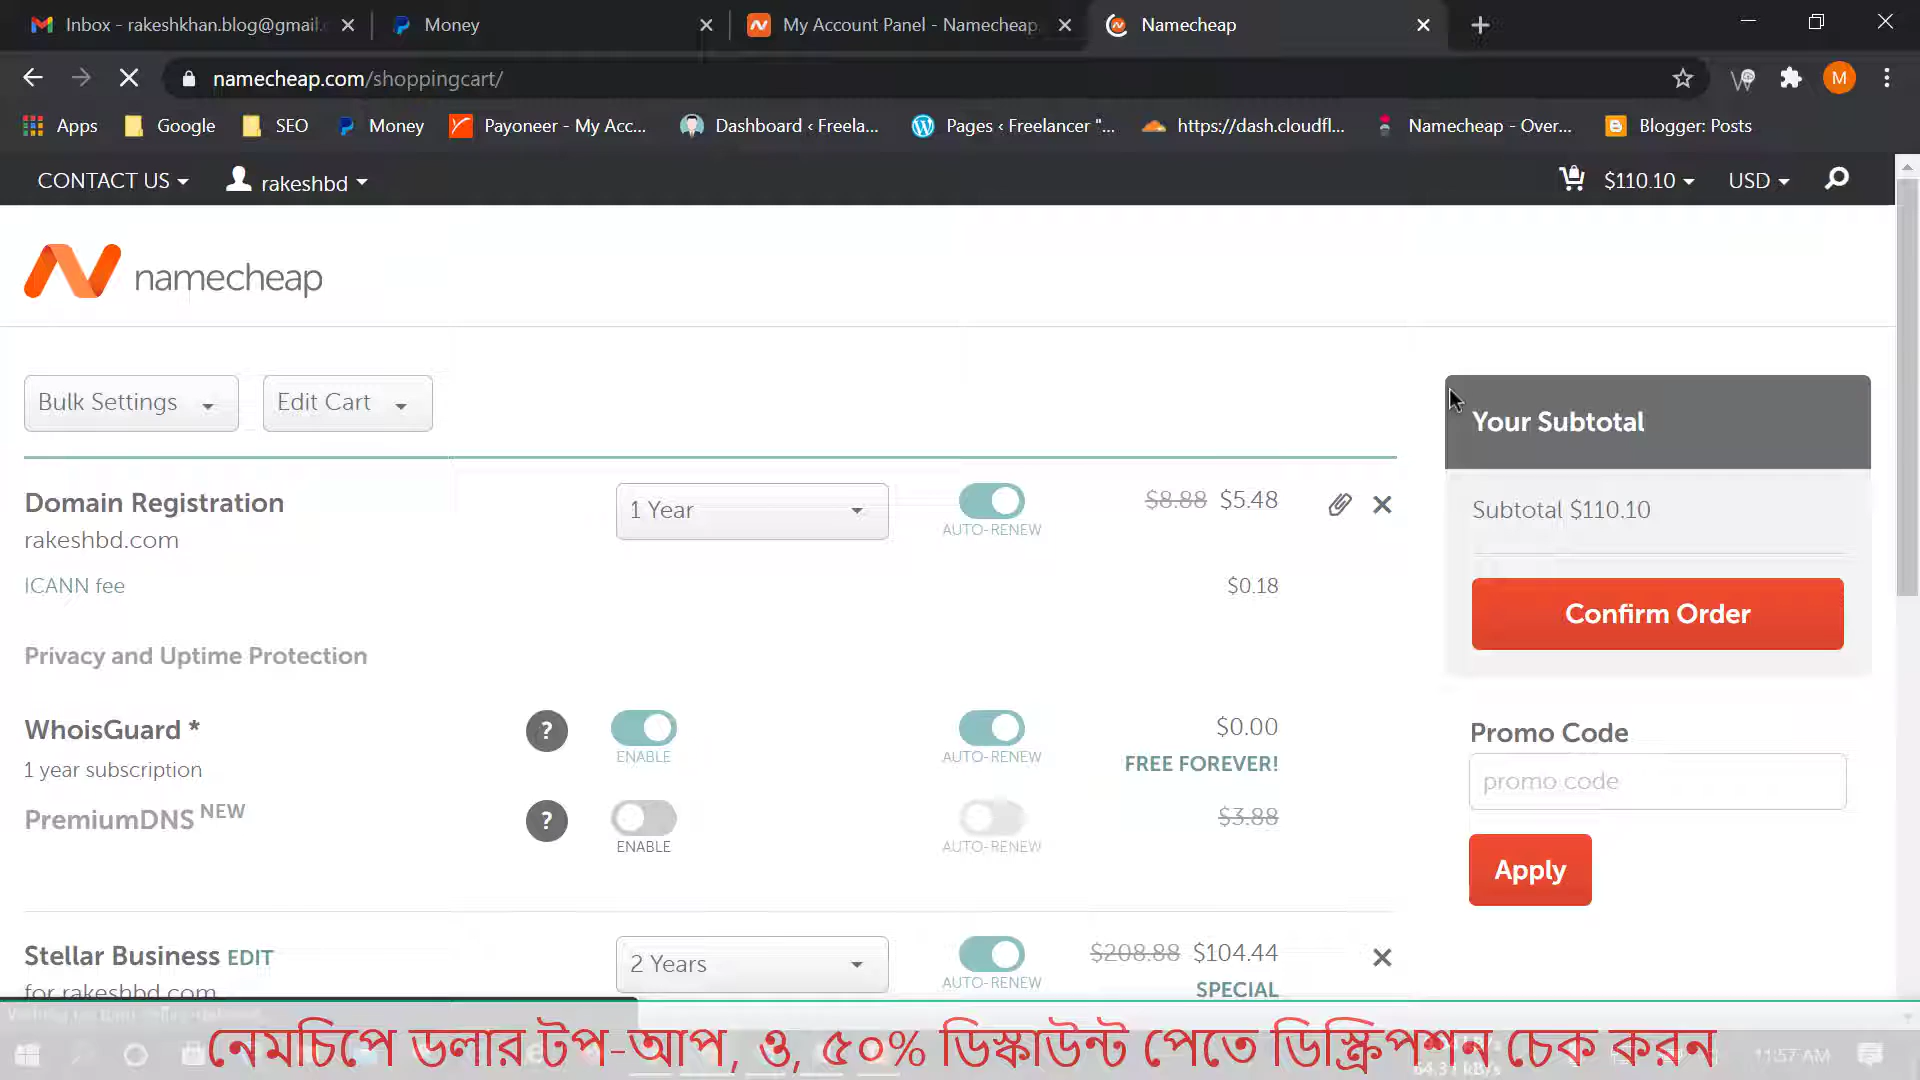 Inbox - rakeshkhan.blog@gmail.
Money
My Account Panel - Namecheap
Namecheap
namecheap.com/shoppingcart/
M
Apps
Google
SEO
Money
Payoneer - My Acc...
Dashboard ‹ Freela...
Pages ‹ Freelancer "...
https://dash.cloudfl...
Namecheap - Over...
Blogger: Posts
CONTACT US
rakeshbd
$110.10
USD
namecheap
Bulk Settings
Edit Cart
Your Subtotal
Domain Registration
1 Year
$8.88 $5.48
Subtotal $110.10
rakeshbd.com
AUTO-RENEW
ICANN fee
$0.18
Confirm Order
Privacy and Uptime Protection
WhoisGuard *
?
ENABLE
AUTO-RENEW
$0.00
FREE FOREVER!
Promo Code
1 year subscription
promo code
PremiumDNS NEW
?
ENABLE
AUTO-RENEW
$3.88
Apply
Stellar Business EDIT
2 Years
AUTO-RENEW
$208.88 $104.44
SPECIAL
for rakeshbd.com
নেমচিপে ডলার টপ-আপ, ও, ৫০% ডিস্কাউন্ট পেতে ডিস্ক্রিপশন চেক করন
11:57 AM